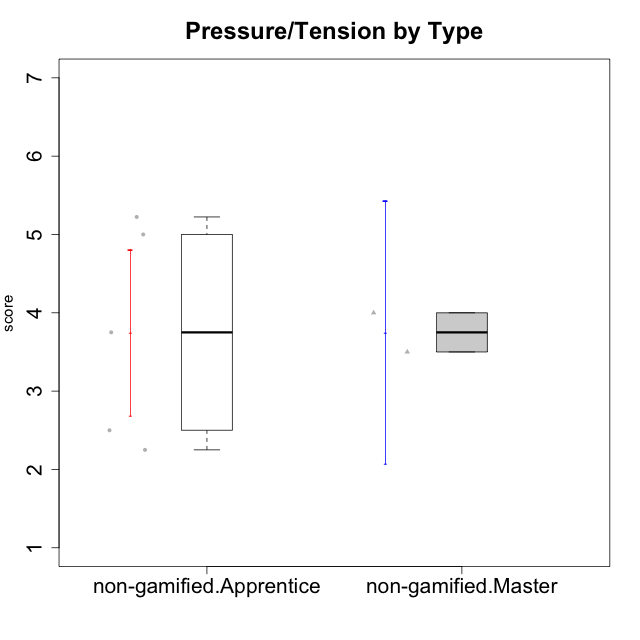 Pressure/Tension by Type
7
6
5
4
3
2
1
score
non-gamified.Apprentice
non-gamified.Master